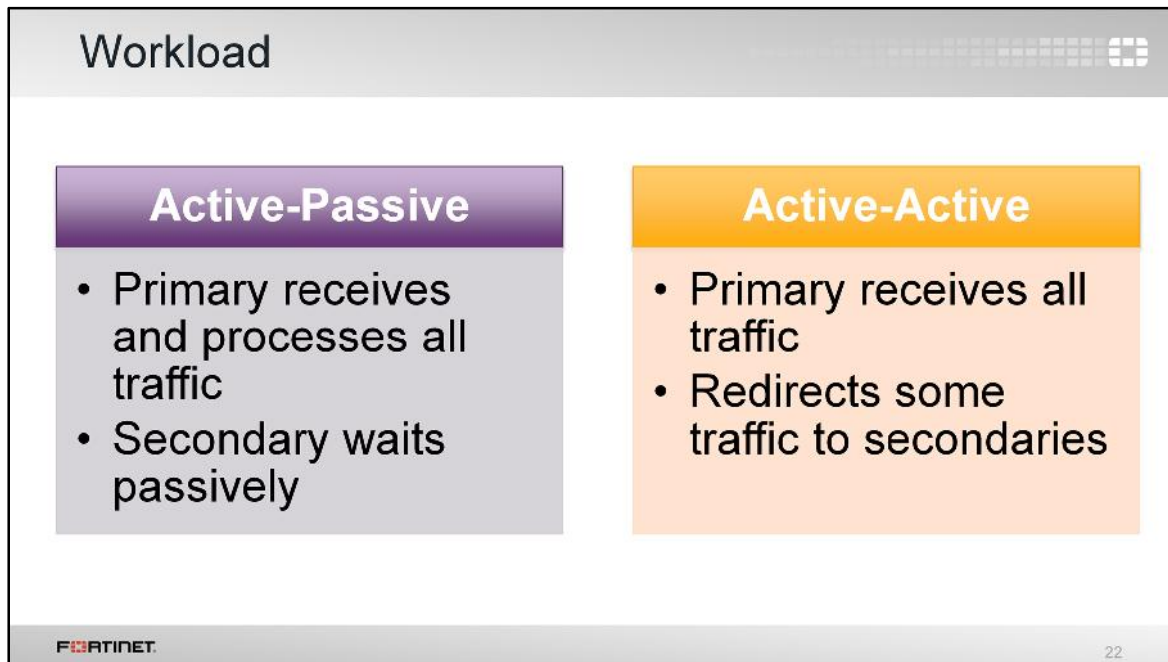 Workload
Active-Passive
• Primary receives
and processes all
traffic
• Secondary waits
passively
Active-Active
• Primary receives all
traffic
• Redirects some
traffic to secondaries
FORTINET
22